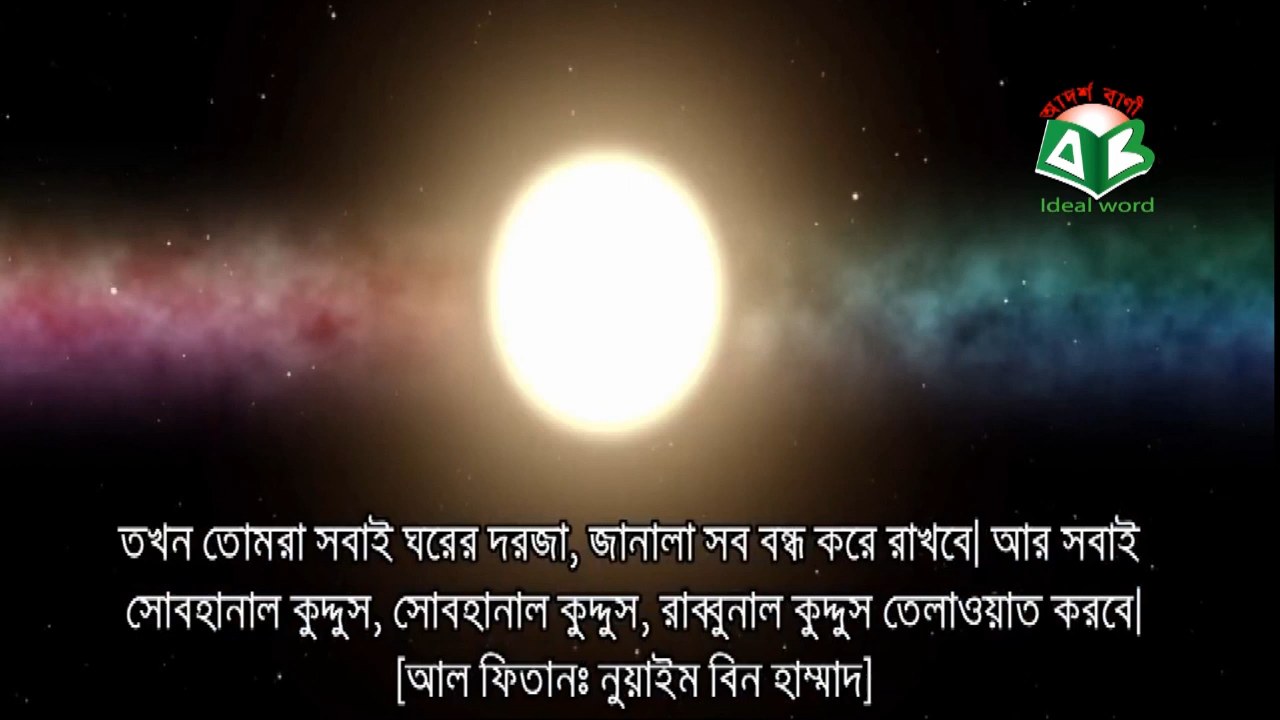 আদর্শ বাণী
AB
Ideal word
তখন তোমরা সবাই ঘরের দরজা, জানালা সব বন্ধ করে রাখবে| আর সবাই
সোবহানাল কুদ্দুস, সোবহানাল কুদ্দুস, রাব্বুনাল কুদ্দুস তেলাওয়াত করবে|
[আল ফিতানঃ নুয়াইম বিন হাম্মাদ]